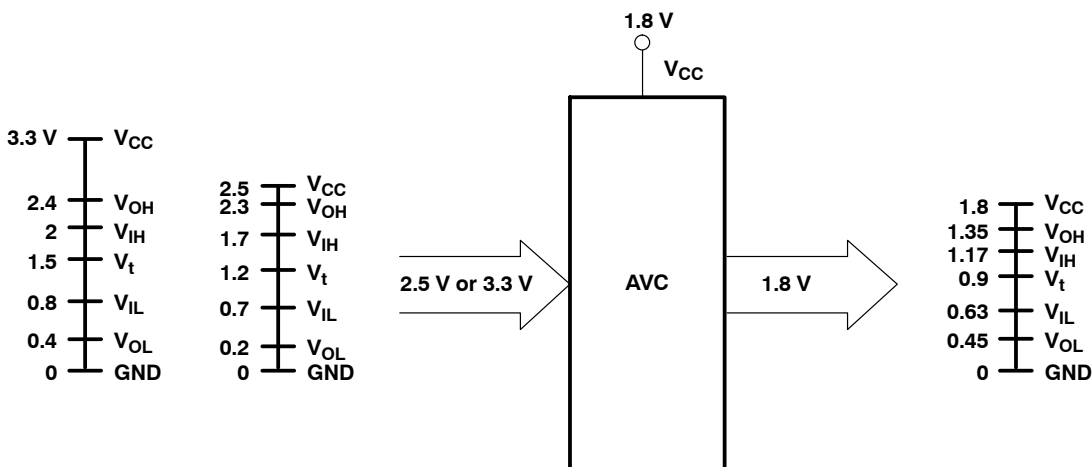 1.8 V
VCC
3.3 V VCC
2.4 VOH
2 VIH
1.5 Vt
0.8 VIL
0.4 VOL
0 GND
2.5 VCC
2.3 VOH
1.7 VIH
1.2 Vt
0.7 VIL
0.2 VOL
0 GND
2.5 V or 3.3 V
AVC
1.8 V
1.8 VCC
1.35 VOH
1.17 VIH
0.9 Vt
0.63 VIL
0.45 VOL
0 GND